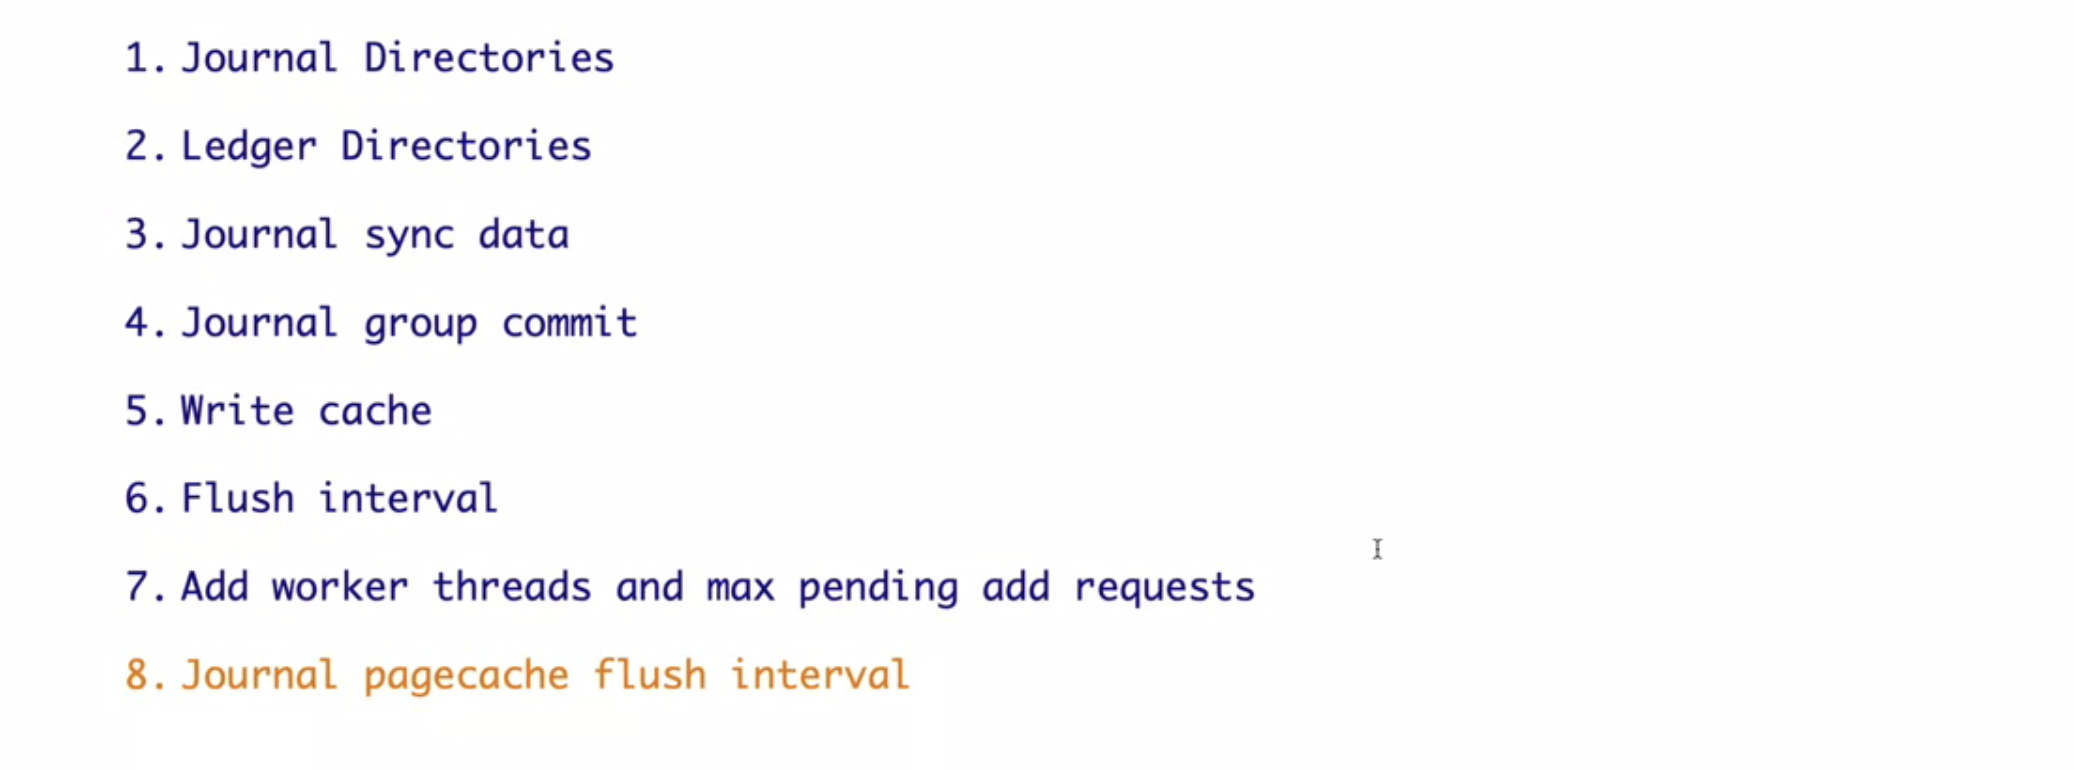 1. Journal Directories
2. Ledger Directories
3. Journal sync data
4. Journal group commit
5. Write cache
6. Flush interval
7. Add worker threads and max pending add requests
8. Journal pagecache flush interval